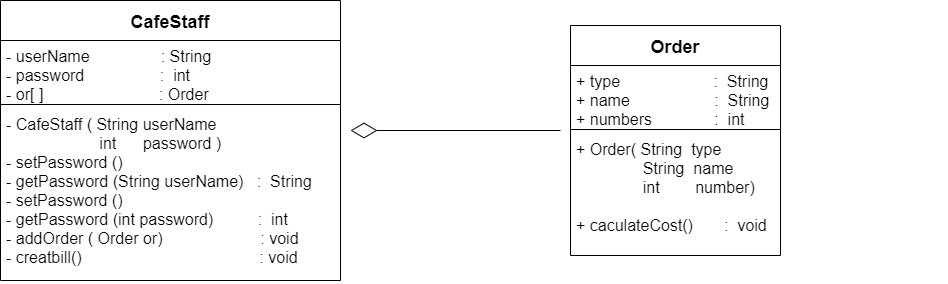 CafeStaff
- userName : String
- password : int
- or[ ] : Order
- CafeStaff ( String userName
int password )
- setPassword ()
- getPassword (String userName) : String
- setPassword ()
- getPassword (int password) : int
- addOrder ( Order or) : void
- creatbill() : void
Order
+ type : String
+ name : String
+ numbers : int
+ Order( String type
String name
int number)
+ caculateCost() : void